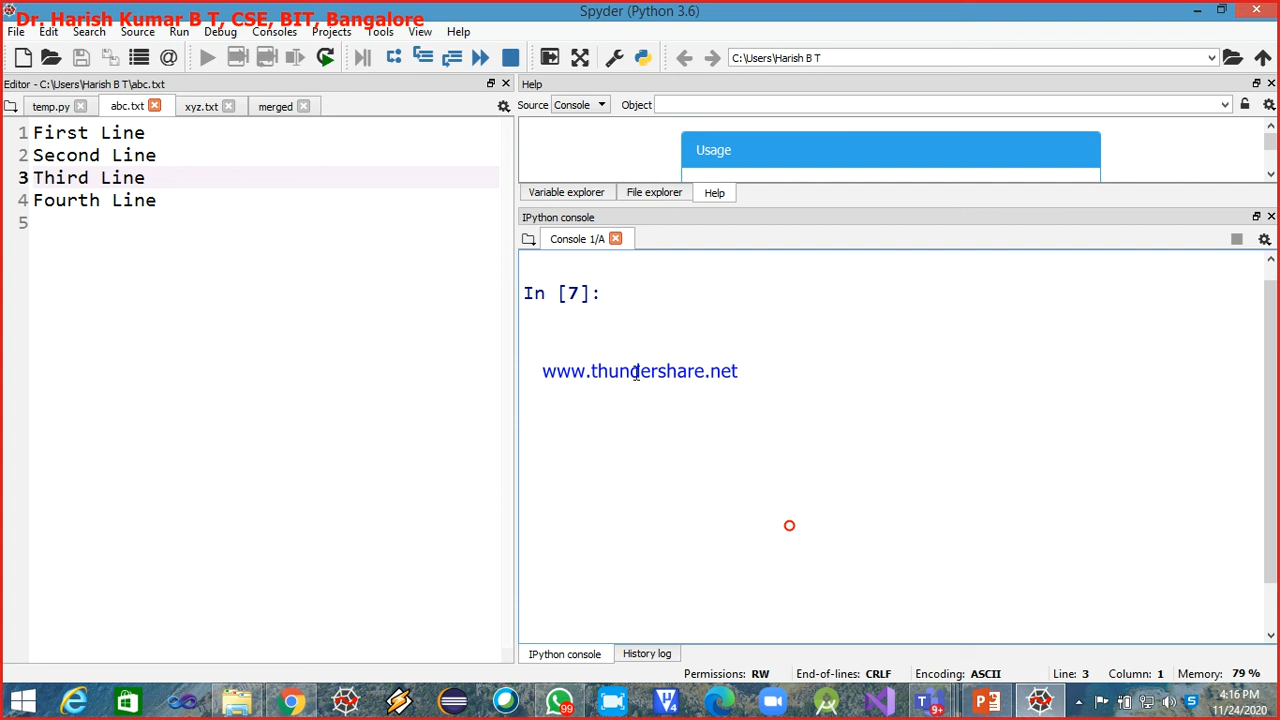 Spyder (Python 3.6)
Dr. Harish Kumar B T, CSE, BIT, Bangalore
File Edit Search Source Run Debug Consoles Projects Tools View Help
C:\Users\Harish B T
Editor - C:\Users\Harish B T\abc.txt
temp.py abc.txt xyz.txt merged
1 First Line
2 Second Line
3 Third Line
4 Fourth Line
5
Help
Source Console Object
Usage
Variable explorer File explorer Help
IPython console
Console 1/A
In [7]:
www.thundershare.net
IPython console History log
Permissions: RW End-of-lines: CRLF Encoding: ASCII Line: 3 Column: 1 Memory: 79 %
99
4:16 PM
11/24/2020